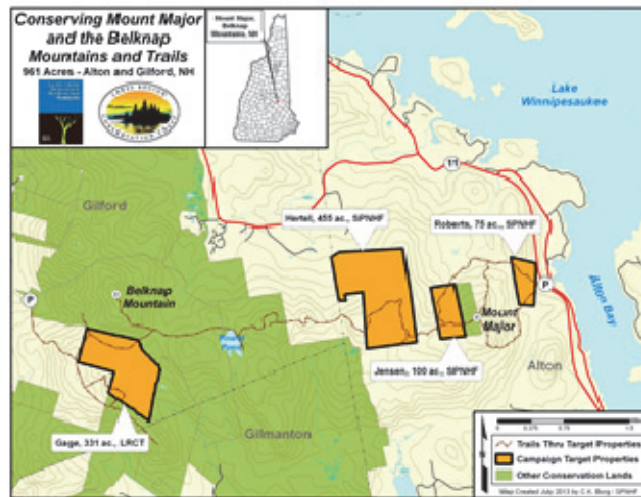 Conserving Mount Major
and the Belknap
Mountains and Trails
961 Acres - Alton and Gilford, NH
Mount Major,
Belknap
Mountains, NH
Lake
Winnipesaukee
11
Gilford
Hertell, 455 ac., SPNHF
Roberts, 75 ac., SPNHF
P
Belknap
Mountain
P
Alton Bay
Mount
Major
Jensen, 100 ac., SPNHF
Alton
Gage, 331 ac., LRCT
Gilmanton
Trails Thru Target Properties
Campaign Target Properties
Other Conservation Lands